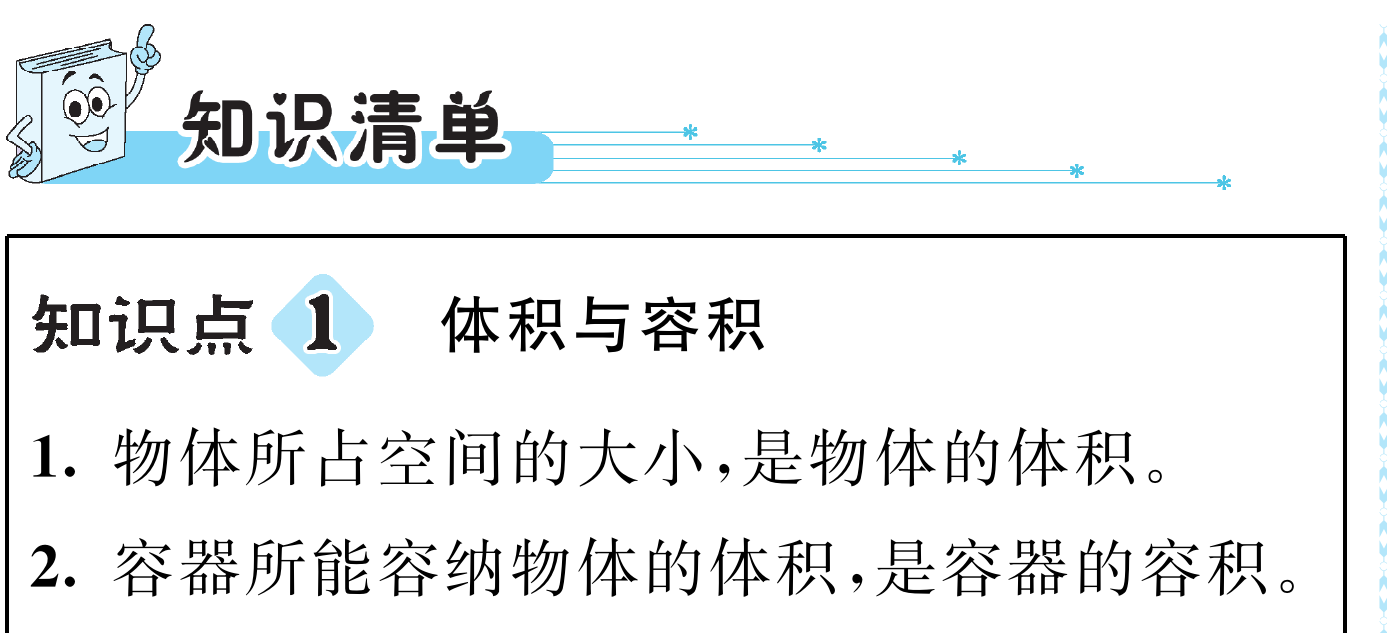 知识清单
知识点 1 体积与容积
1. 物体所占空间的大小,是物体的体积。
2. 容器所能容纳物体的体积,是容器的容积。